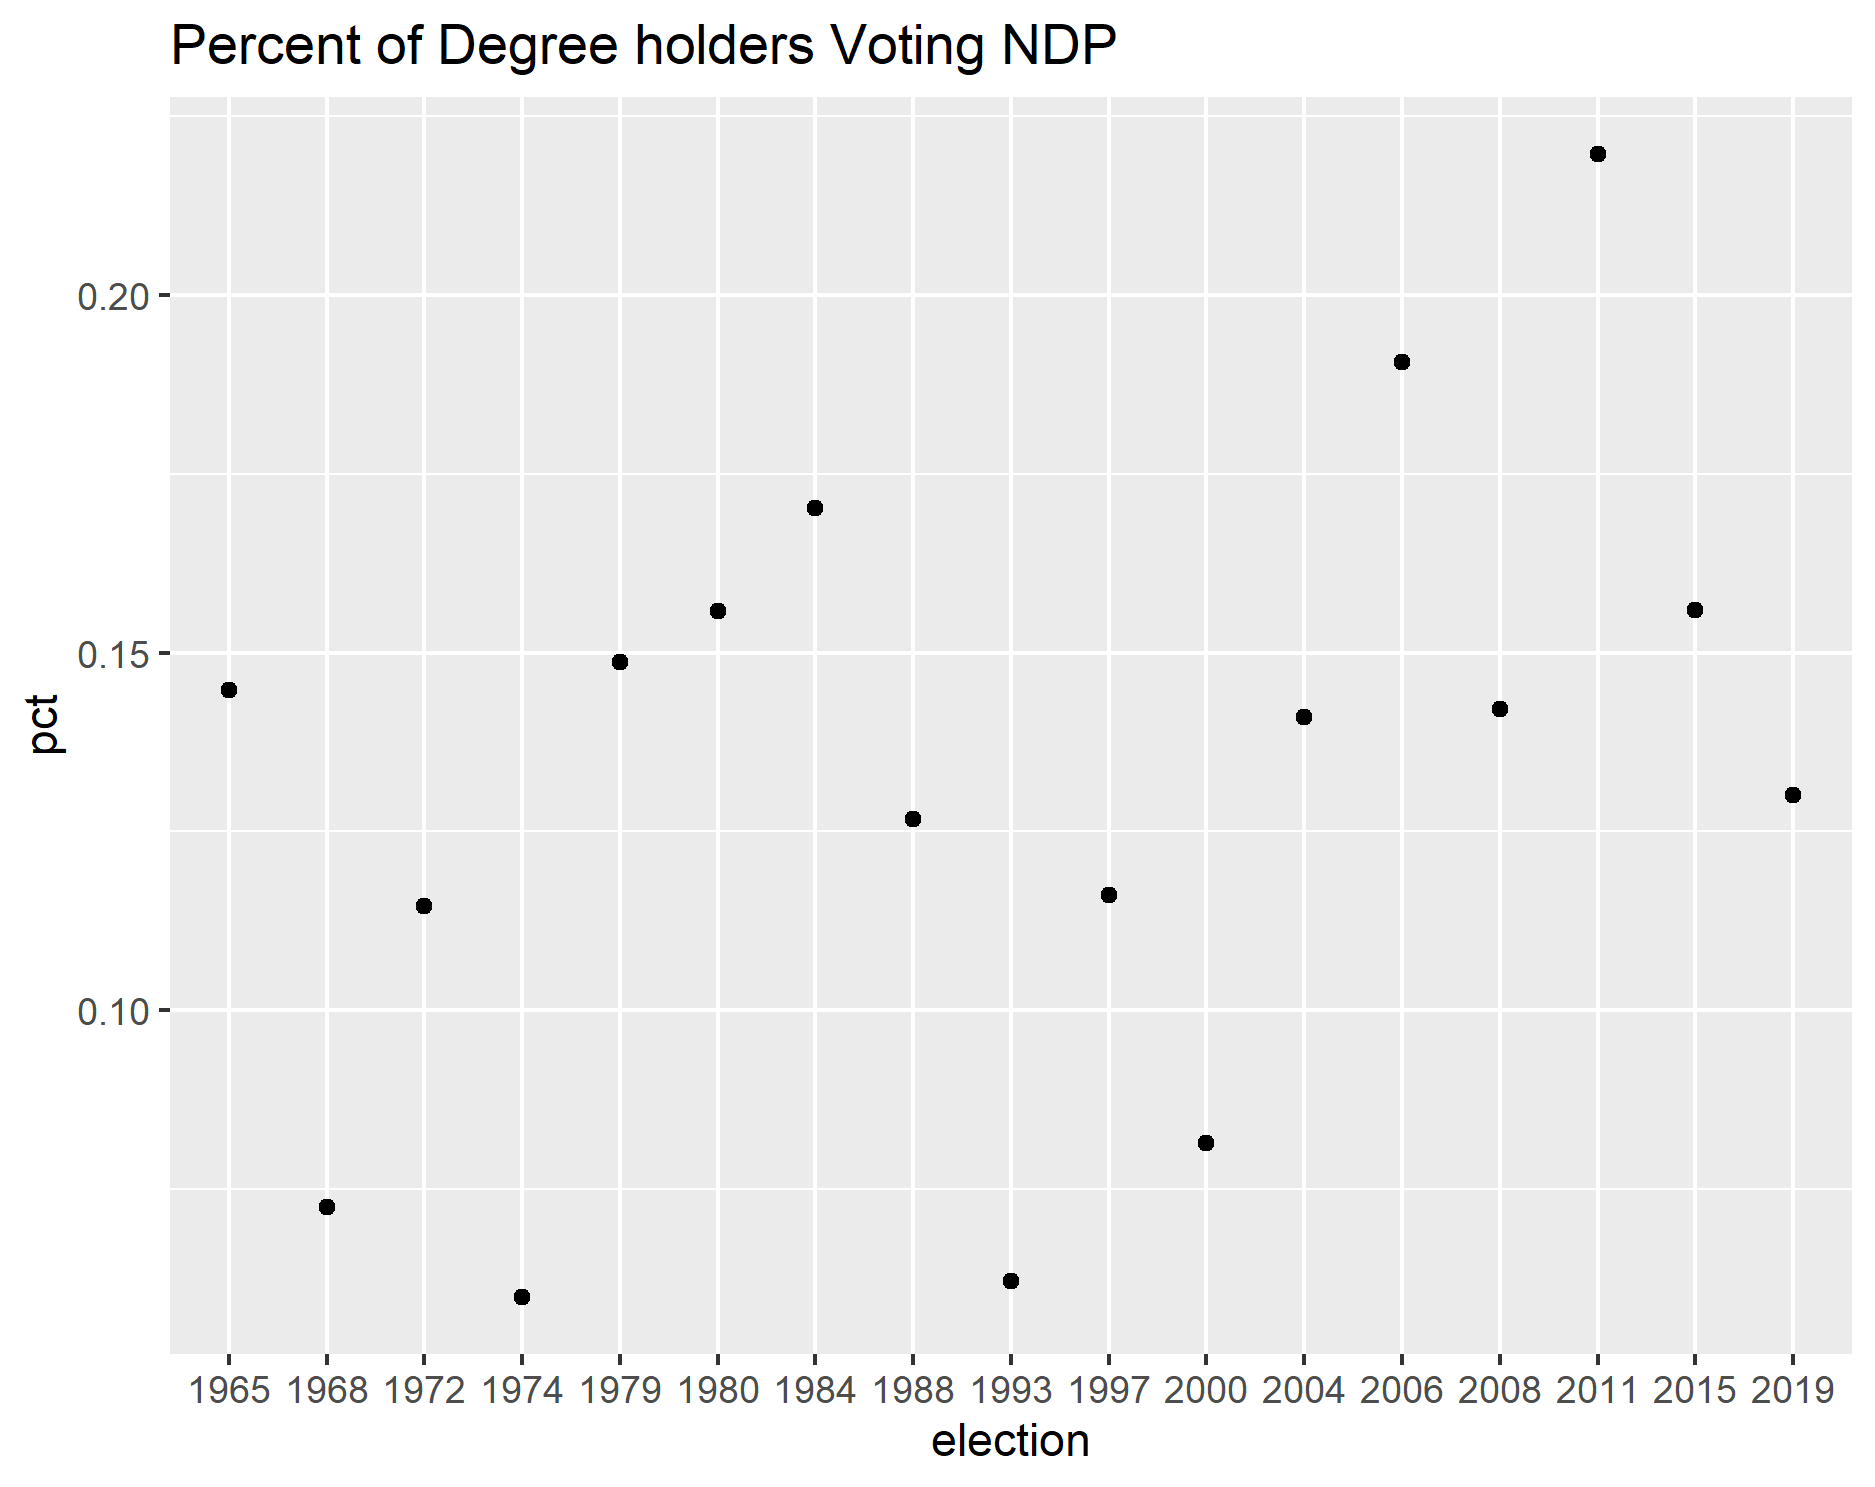 Percent of Degree holders Voting NDP
0.20
0.15
0.10
pct
1965 1968 1972 1974 1979 1980 1984 1988 1993 1997 2000 2004 2006 2008 2011 2015 2019
election